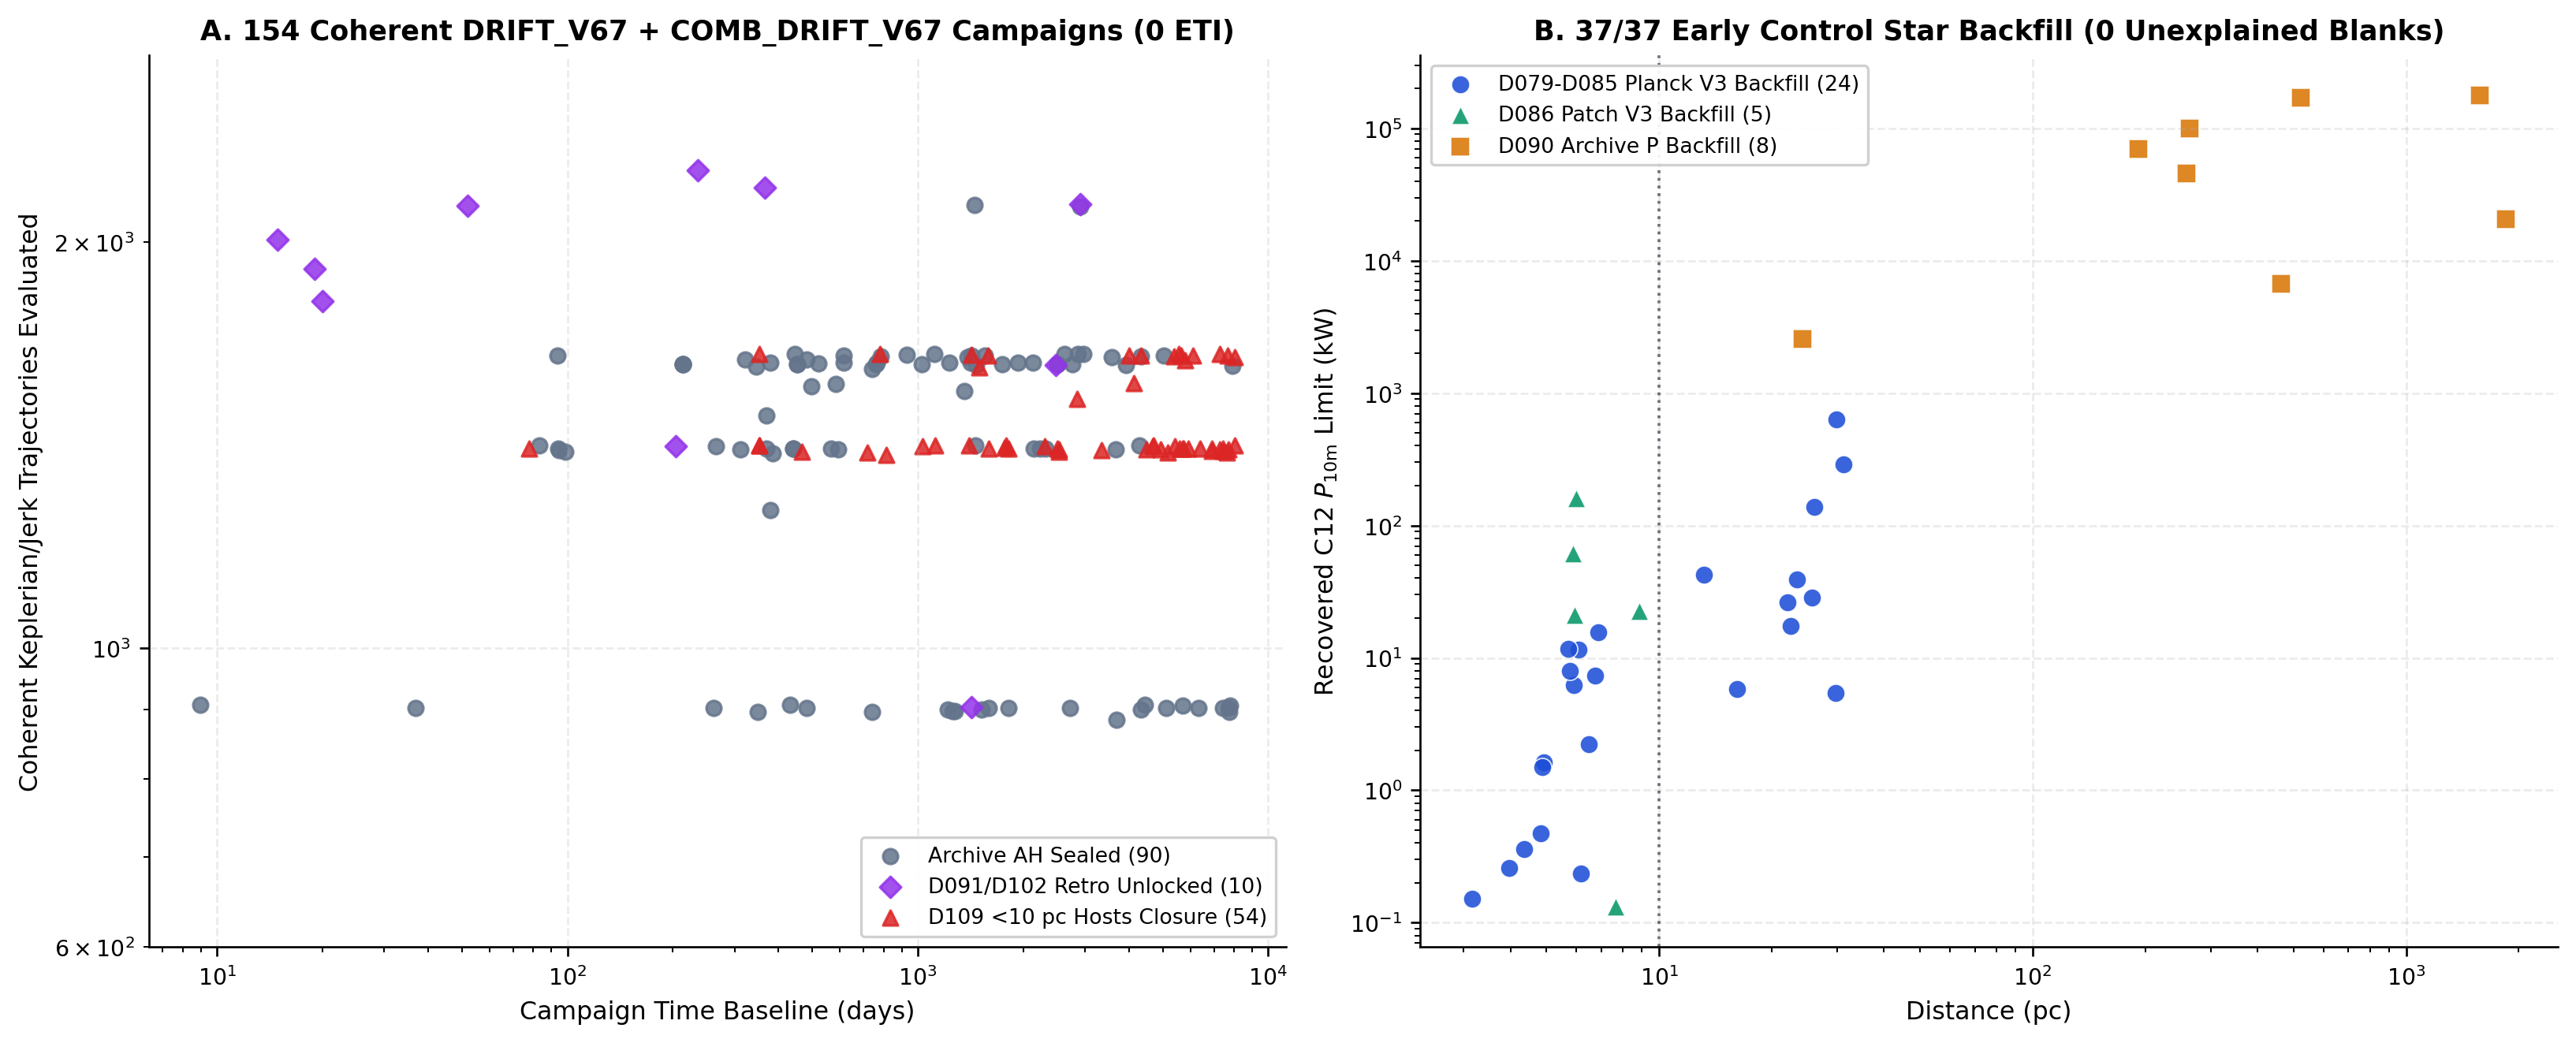 A. 154 Coherent DRIFT_V67 + COMB_DRIFT_V67 Campaigns (0 ETI)
Coherent Keplerian/Jerk Trajectories Evaluated
2 × 10³
10³
6 × 10²
10¹
10²
10³
10⁴
Campaign Time Baseline (days)
Archive AH Sealed (90)
D091/D102 Retro Unlocked (10)
D109 <10 pc Hosts Closure (54)
B. 37/37 Early Control Star Backfill (0 Unexplained Blanks)
D079-D085 Planck V3 Backfill (24)
D086 Patch V3 Backfill (5)
D090 Archive P Backfill (8)
Recovered C12 P₁₀ₘ Limit (kW)
10⁵
10⁴
10³
10²
10¹
10⁰
10⁻¹
10¹
10²
10³
Distance (pc)